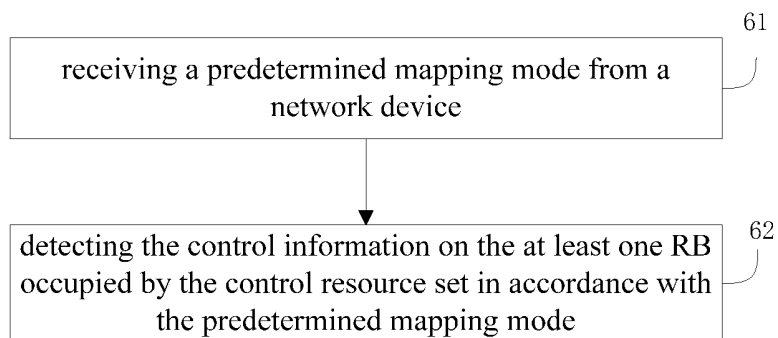 61
receiving a predetermined mapping mode from a
network device
62
detecting the control information on the at least one RB
occupied by the control resource set in accordance with
the predetermined mapping mode